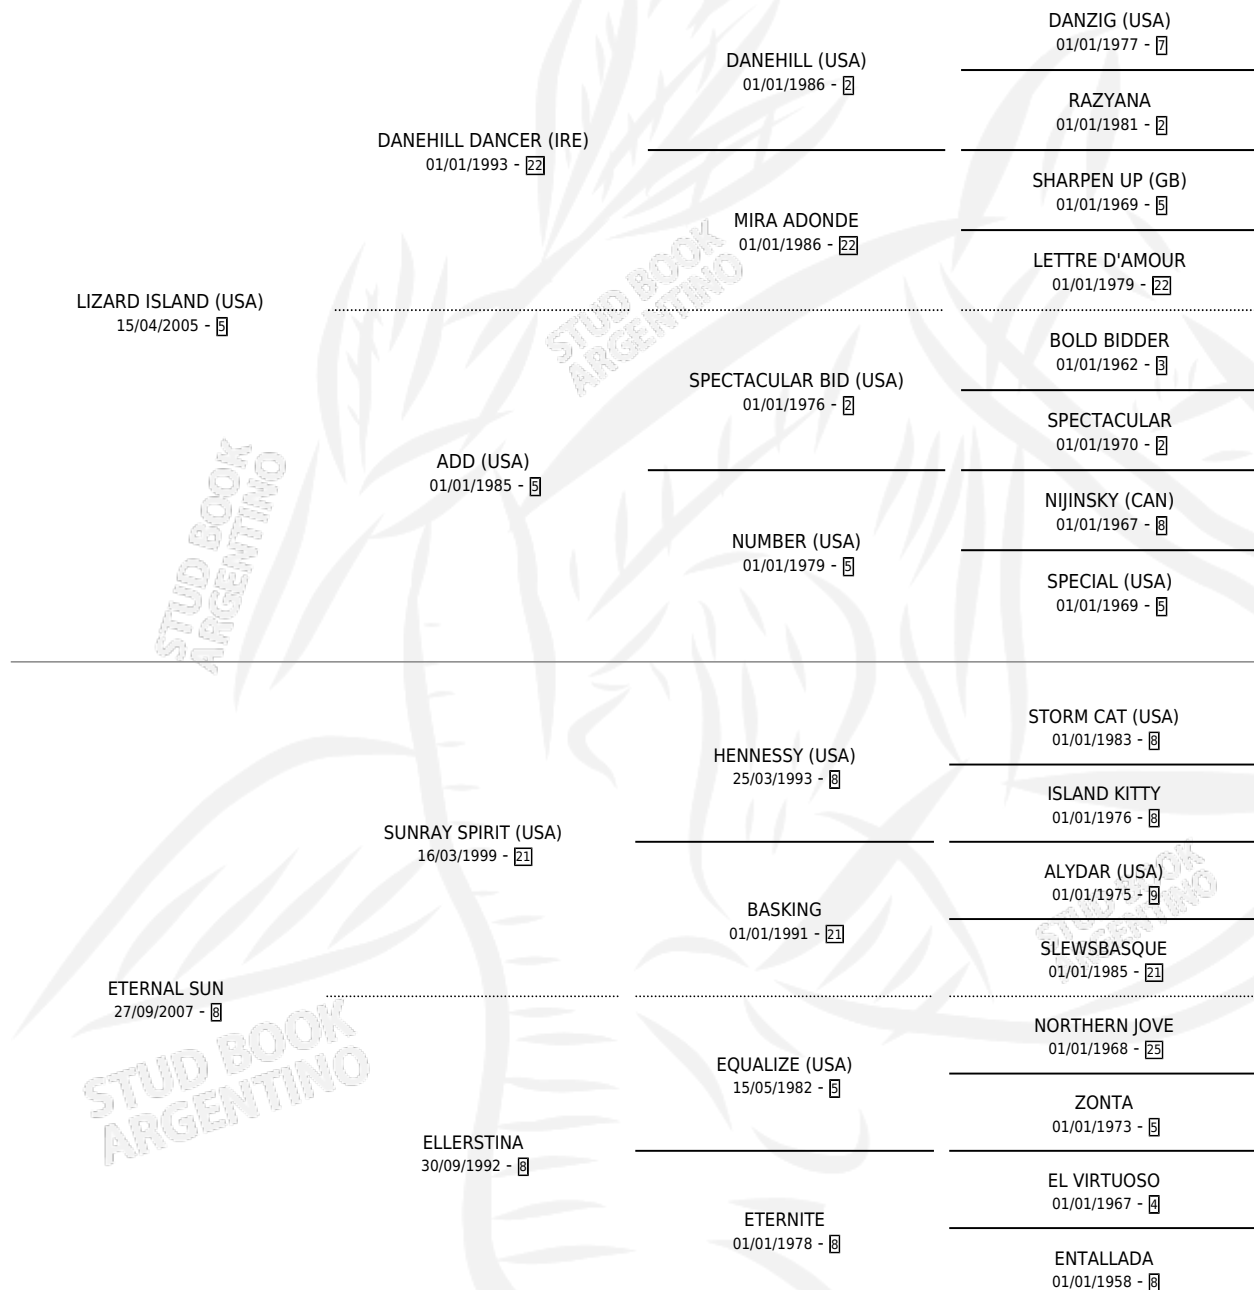 DANZIG (USA)
01/01/1977 - 7
DANEHILL (USA)
01/01/1986 - 2
RAZYANA
01/01/1981 - 2
DANEHILL DANCER (IRE)
01/01/1993 - 22
SHARPEN UP (GB)
01/01/1969 - 5
MIRA ADONDE
01/01/1986 - 22
LETTRE D'AMOUR
01/01/1979 - 22
LIZARD ISLAND (USA)
15/04/2005 - 5
STUD BOOK
ARGENTINO
BOLD BIDDER
01/01/1962 - 3
SPECTACULAR BID (USA)
01/01/1976 - 2
SPECTACULAR
01/01/1970 - 2
ADD (USA)
01/01/1985 - 5
NIJINSKY (CAN)
01/01/1967 - 8
NUMBER (USA)
01/01/1979 - 5
SPECIAL (USA)
01/01/1969 - 5
STUD BOOK
ARGENTINO
STORM CAT (USA)
01/01/1983 - 8
HENNESSY (USA)
25/03/1993 - 8
ISLAND KITTY
01/01/1976 - 8
SUNRAY SPIRIT (USA)
16/03/1999 - 21
ALYDAR (USA)
01/01/1975 - 9
BASKING
01/01/1991 - 21
STUD BOOK
ARGENTINO
SLEWSBASQUE
01/01/1985 - 21
ETERNAL SUN
27/09/2007 - 8
STUD BOOK
ARGENTINO
NORTHERN JOVE
01/01/1968 - 25
EQUALIZE (USA)
15/05/1982 - 5
ZONTA
01/01/1973 - 5
ELLERSTINA
30/09/1992 - 8
EL VIRTUOSO
01/01/1967 - 4
ETERNITE
01/01/1978 - 8
ENTALLADA
01/01/1958 - 8